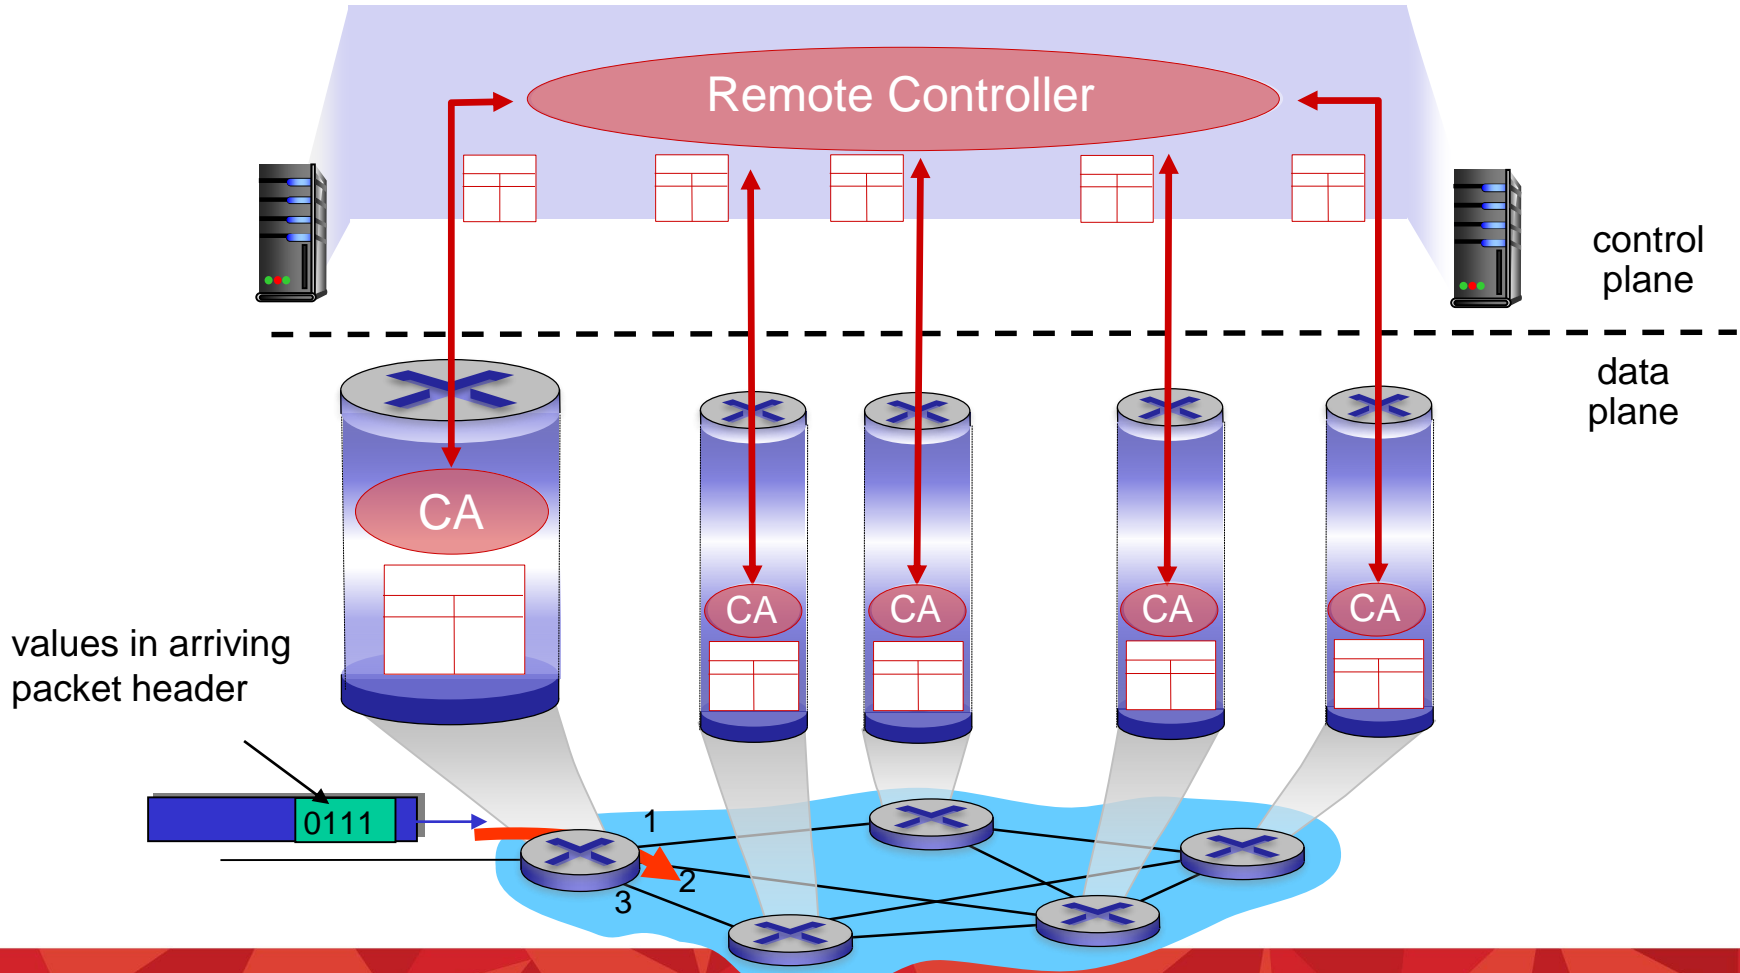 Remote Controller
control
plane
data
plane
CA
CA
CA
CA
CA
values in arriving
packet header
0111
1
2
3